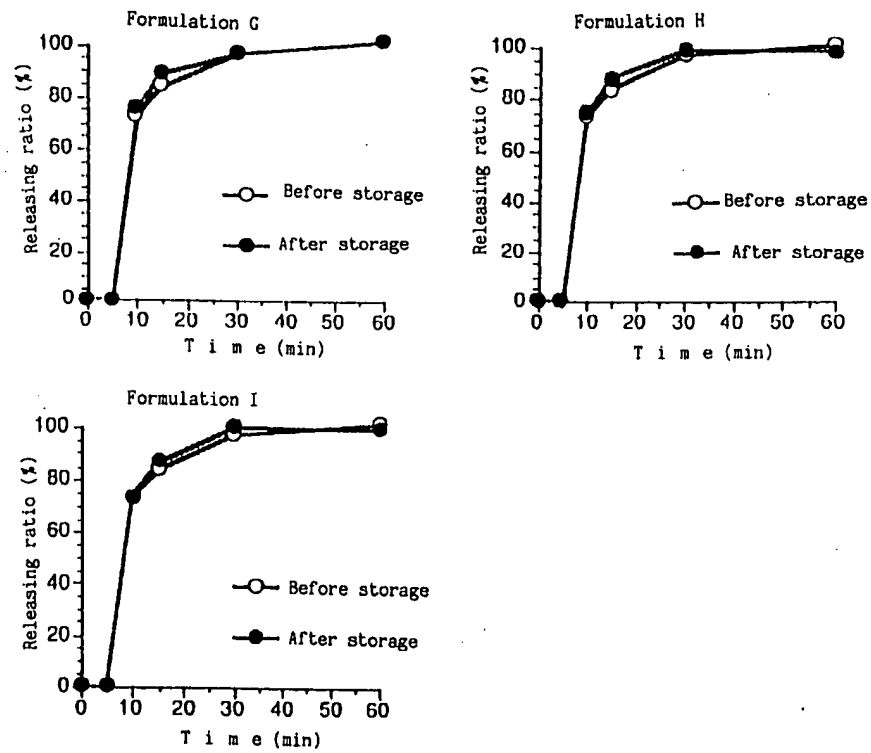 Formulation G
Releasing ratio (%)
100
80
60
40
20
0
Before storage
After storage
0 10 20 30 40 50 60
T i m e (min)
Formulation H
Releasing ratio (%)
100
80
60
40
20
0
Before storage
After storage
0 10 20 30 40 50 60
T i m e (min)
Formulation I
Releasing ratio (%)
100
80
60
40
20
0
Before storage
After storage
0 10 20 30 40 50 60
T i m e (min)